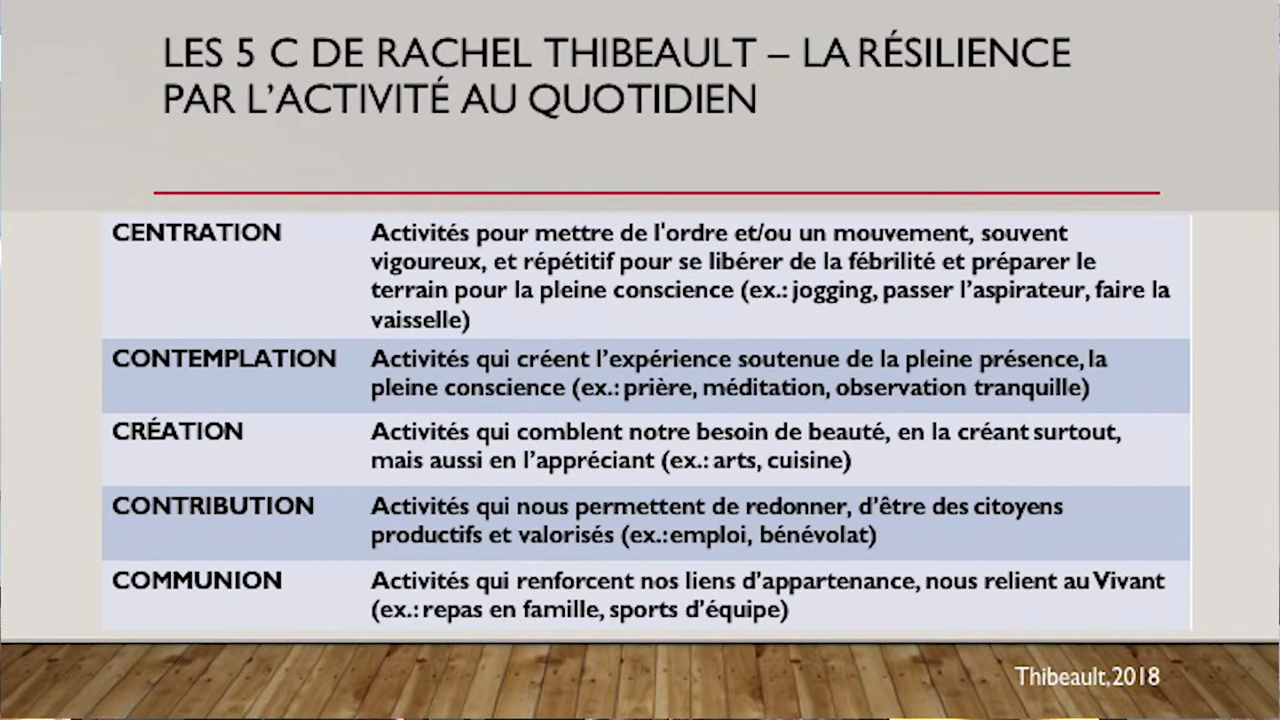 LES 5 C DE RACHEL THIBEAULT – LA RÉSILIENCE
PAR L'ACTIVITÉ AU QUOTIDIEN
CENTRATION
Activités pour mettre de l'ordre et/ou un mouvement, souvent
vigoureux, et répétitif pour se libérer de la fébrilité et préparer le
terrain pour la pleine conscience (ex.: jogging, passer l'aspirateur, faire la
vaisselle)
CONTEMPLATION
Activités qui créent l'expérience soutenue de la pleine présence, la
pleine conscience (ex.: prière, méditation, observation tranquille)
CRÉATION
Activités qui comblent notre besoin de beauté, en la créant surtout,
mais aussi en l'appréciant (ex.: arts, cuisine)
CONTRIBUTION
Activités qui nous permettent de redonner, d'être des citoyens
productifs et valorisés (ex.: emploi, bénévolat)
COMMUNION
Activités qui renforcent nos liens d'appartenance, nous relient au Vivant
(ex.: repas en famille, sports d'équipe)
Thibeault, 2018